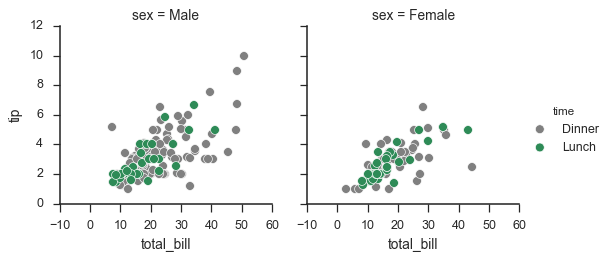 sex = Male
sex = Female
12
10
8
6
4
2
0
tip
−10 0 10 20 30 40 50 60
−10 0 10 20 30 40 50 60
total_bill
total_bill
time
Dinner
Lunch